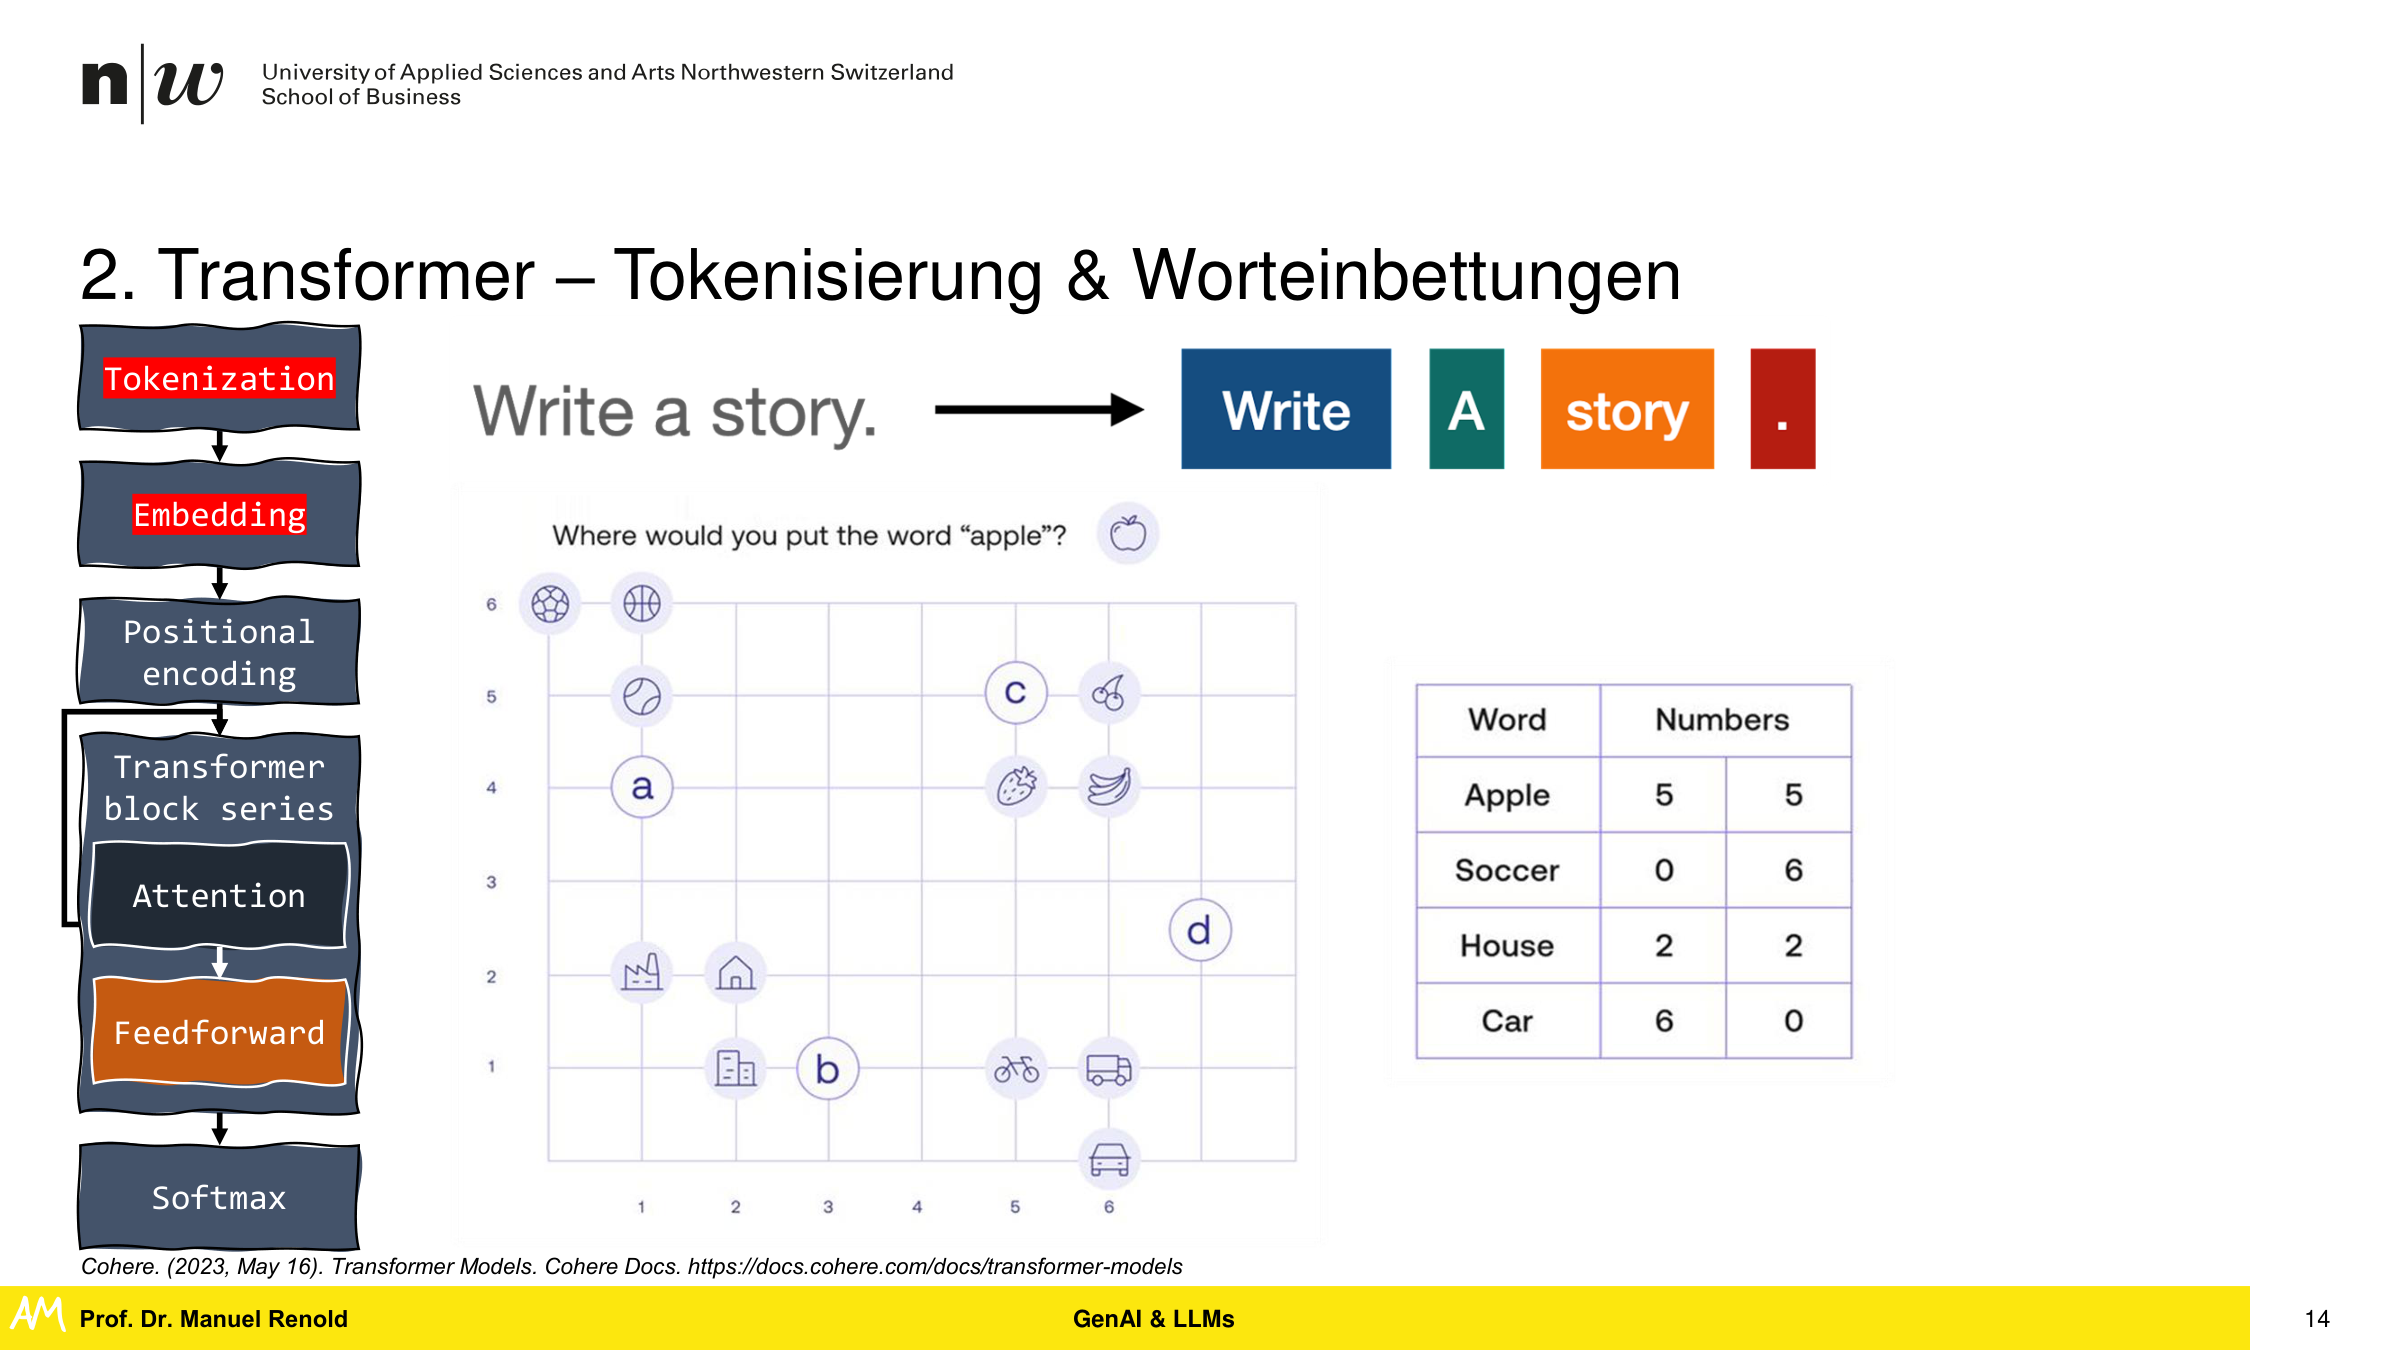 n|w
University of Applied Sciences and Arts Northwestern Switzerland
School of Business
2. Transformer – Tokenisierung & Worteinbettungen
Tokenization
Embedding
Positional
encoding
Transformer
block series
Attention
Feedforward
Softmax
Write a story.
Write
A
story
.
Where would you put the word “apple”?
6
5
c
4
a
3
d
2
1
b
1 2 3 4 5 6
Word Numbers
Apple 5 5
Soccer 0 6
House 2 2
Car 6 0
Cohere. (2023, May 16). Transformer Models. Cohere Docs. https://docs.cohere.com/docs/transformer-models
AM
Prof. Dr. Manuel Renold
GenAI & LLMs
14